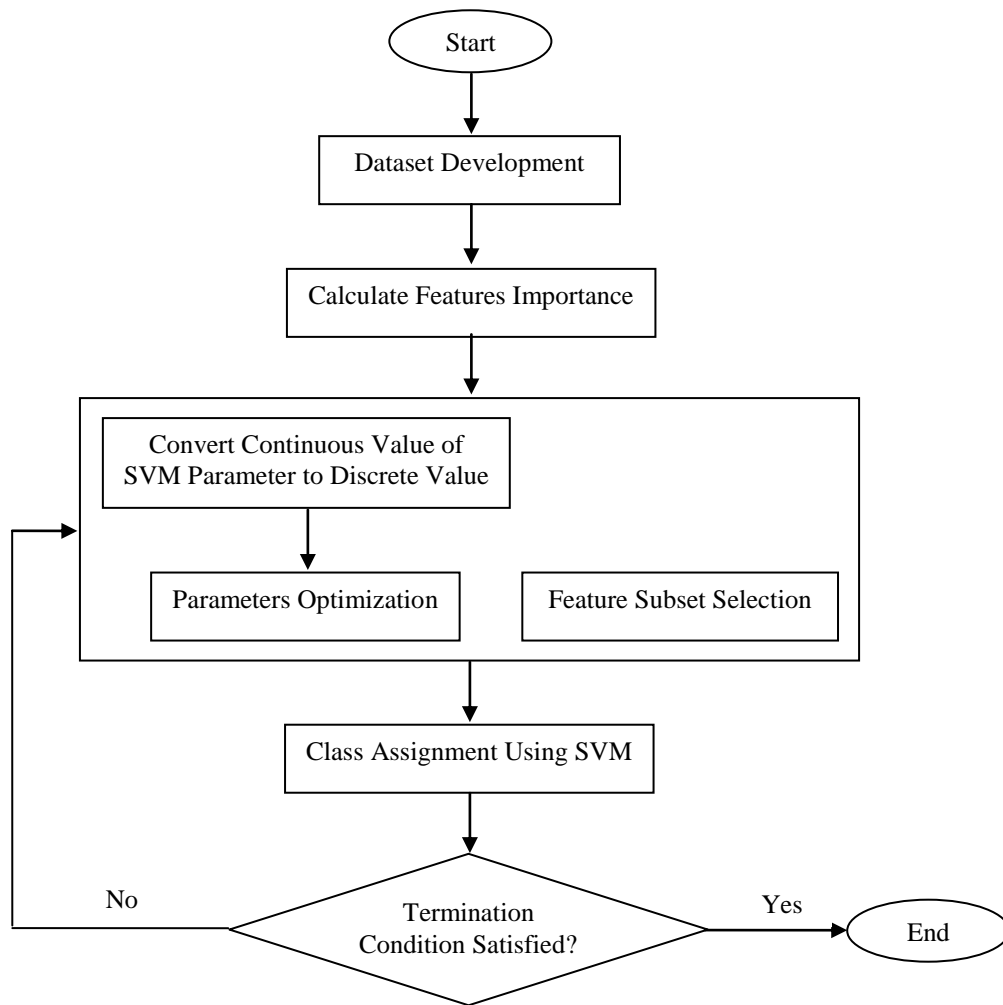 Start
Dataset Development
Calculate Features Importance
Convert Continuous Value of
SVM Parameter to Discrete Value
Parameters Optimization
Feature Subset Selection
Class Assignment Using SVM
No
Termination
Condition Satisfied?
Yes
End